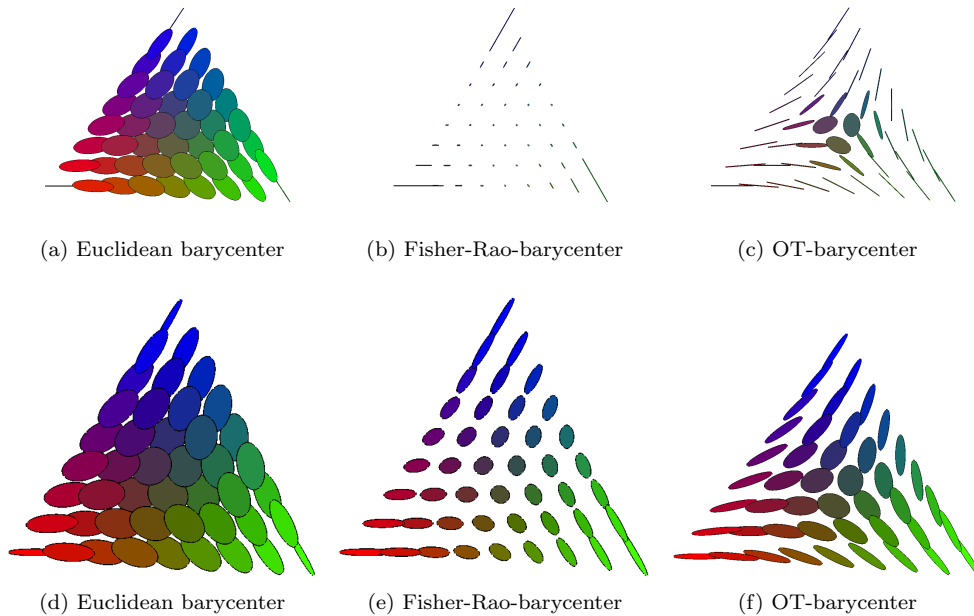 (a) Euclidean barycenter
(b) Fisher-Rao-barycenter
(c) OT-barycenter
(d) Euclidean barycenter
(e) Fisher-Rao-barycenter
(f) OT-barycenter